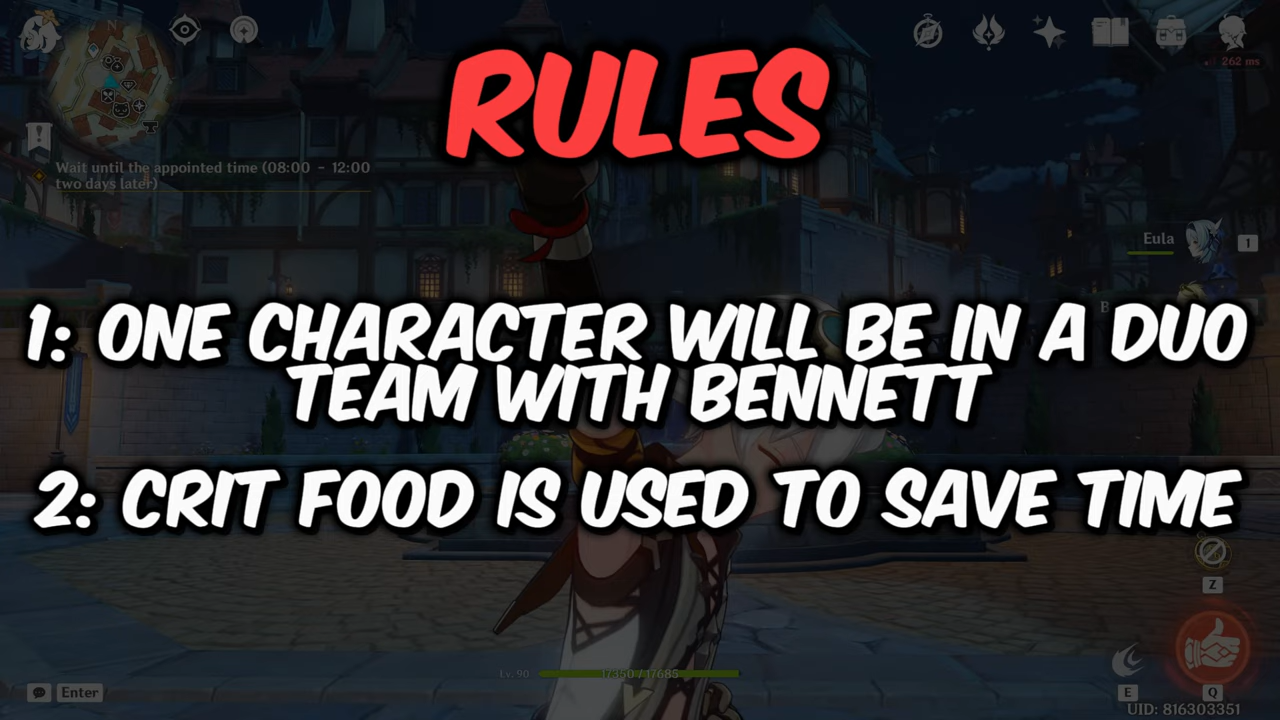 N
262 ms
RULES
Wait until the appointed time (08:00 – 12:00
two days later)
Eula
1
1: ONE CHARACTER WILL BE IN A DUO
TEAM WITH BENNETT
2: CRIT FOOD IS USED TO SAVE TIME
Z
Lv. 90
17350 / 17685
Enter
E
Q
UID: 816303351